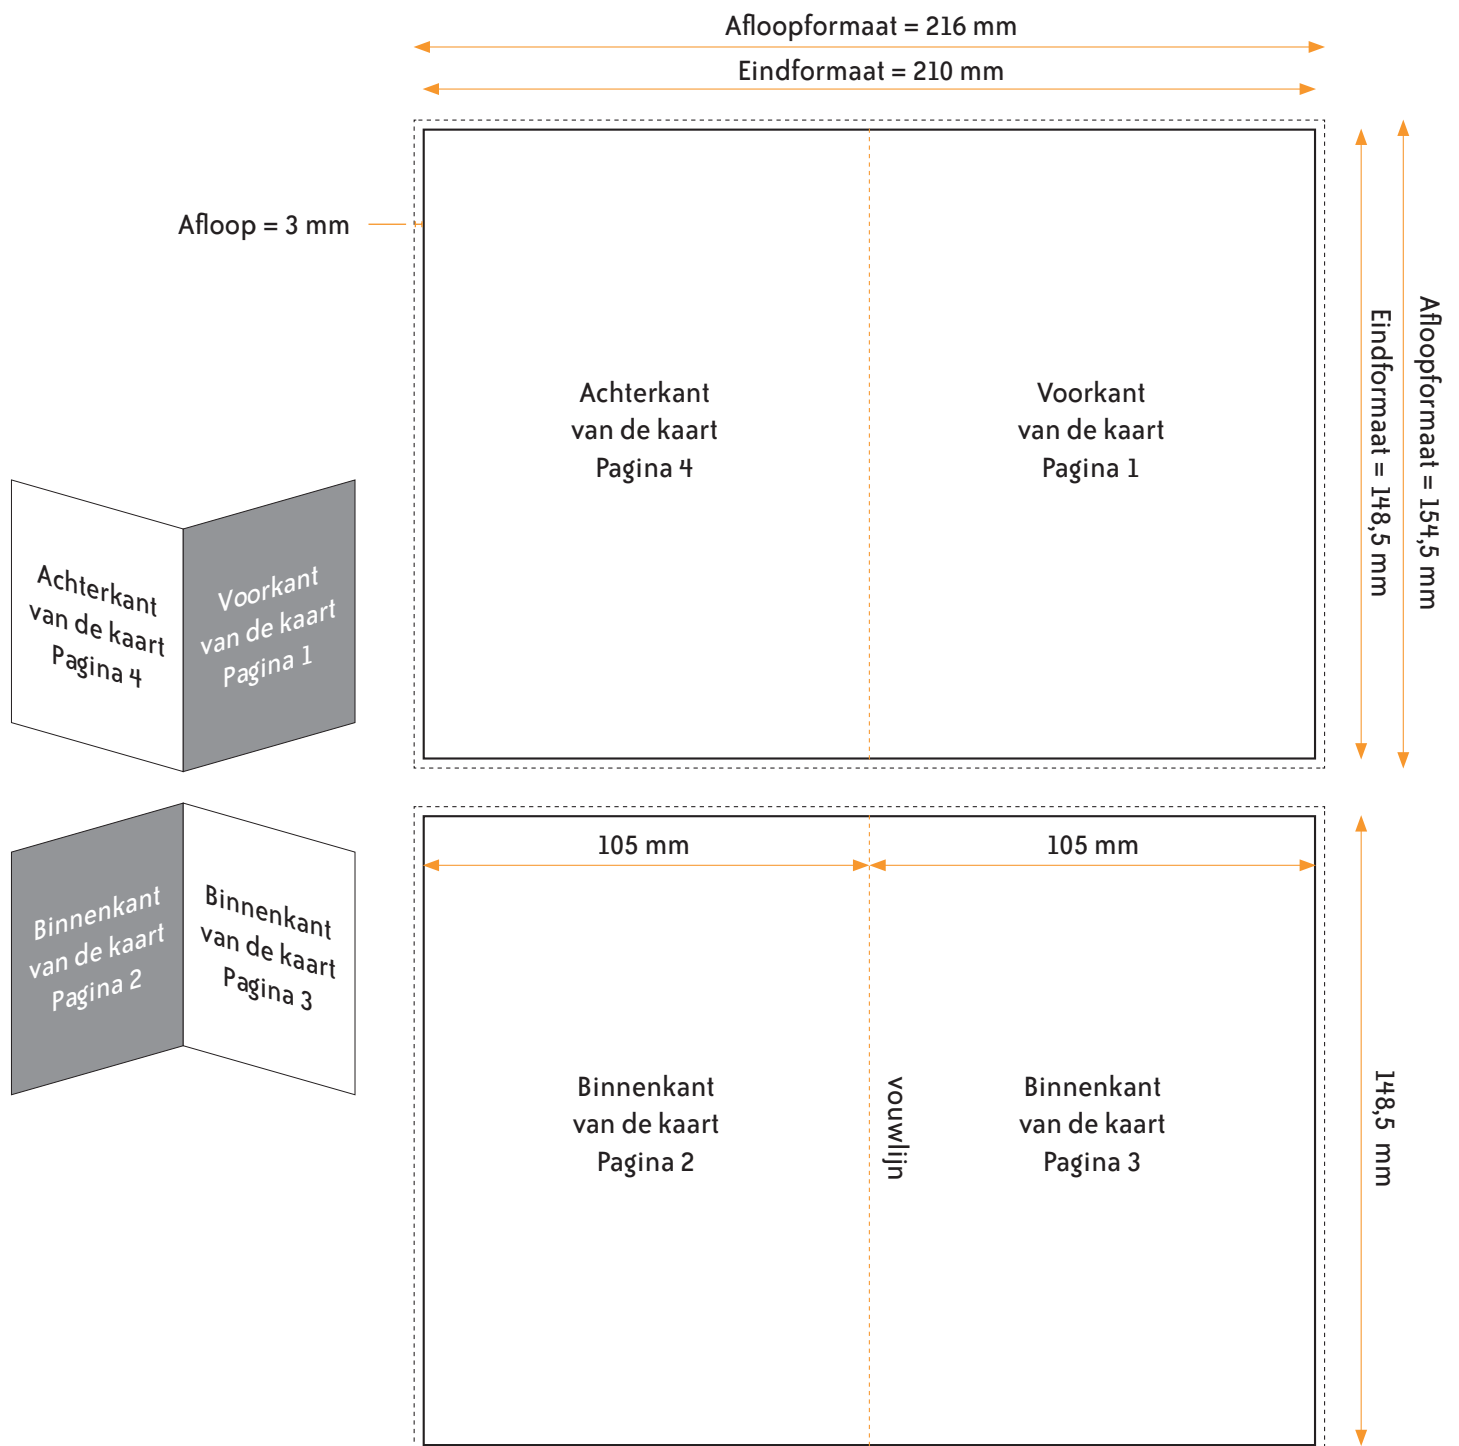 Afloopformaat = 216 mm
Eindformaat = 210 mm
Afloop = 3 mm
Achterkant
van de kaart
Pagina 4
Voorkant
van de kaart
Pagina 1
Eindformaat = 148,5 mm
Afloopformaat = 154,5 mm
Achterkant
van de kaart
Pagina 4
Voorkant
van de kaart
Pagina 1
Binnenkant
van de kaart
Pagina 2
Binnenkant
van de kaart
Pagina 3
105 mm
105 mm
Binnenkant
van de kaart
Pagina 2
vouwlijn
Binnenkant
van de kaart
Pagina 3
148,5 mm